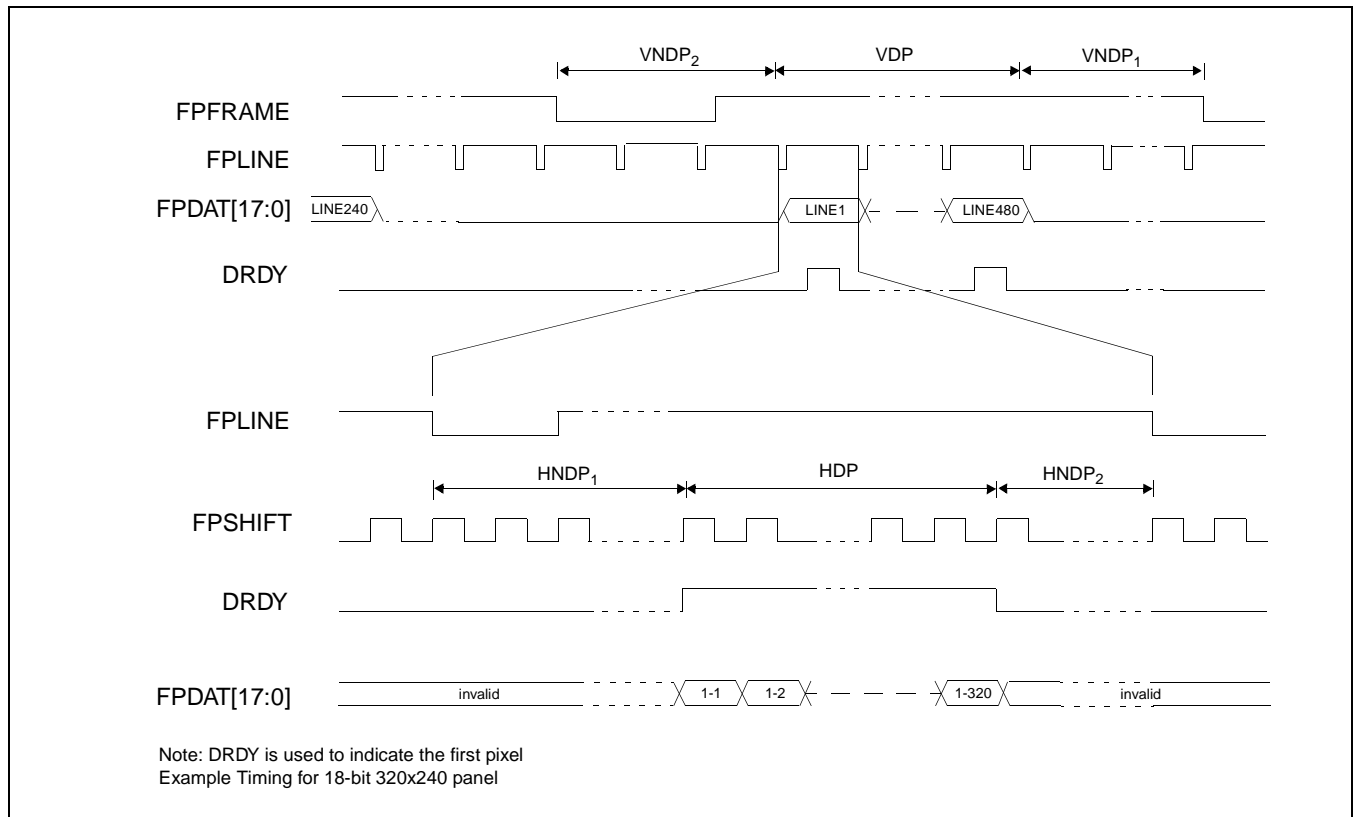 VNDP2 VDP VNDP1
FPFRAME
FPLINE
FPDAT[17:0] LINE240 LINE1 LINE480
DRDY
FPLINE
HNDP1 HDP HNDP2
FPSHIFT
DRDY
FPDAT[17:0] invalid 1-1 1-2 1-320 invalid
Note: DRDY is used to indicate the first pixel
Example Timing for 18-bit 320x240 panel